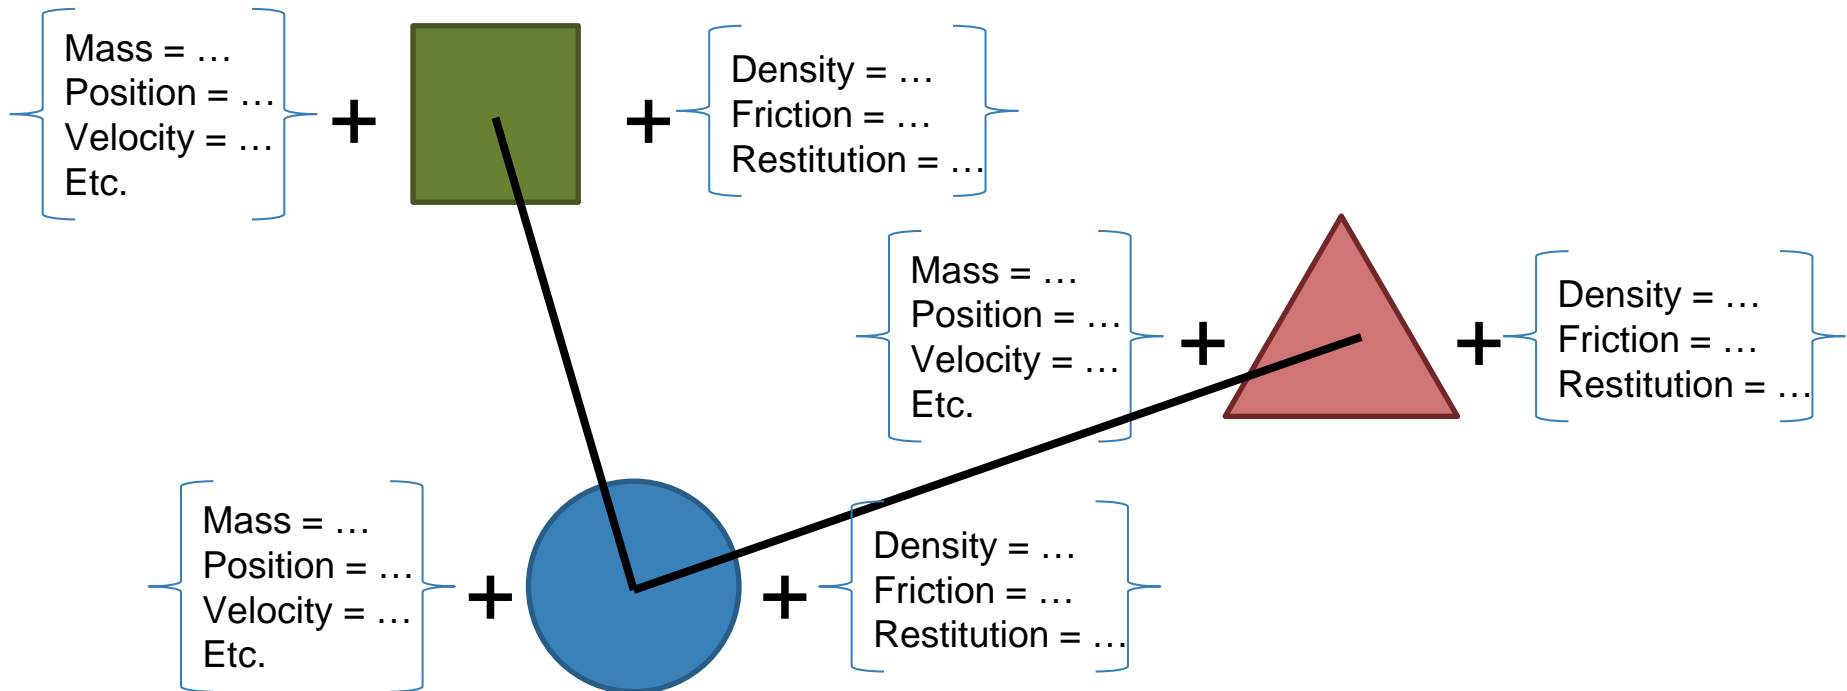 Mass = …
Position = …
Velocity = …
Etc.
+
+
Density = …
Friction = …
Restitution = …
Mass = …
Position = …
Velocity = …
Etc.
+
+
Density = …
Friction = …
Restitution = …
Mass = …
Position = …
Velocity = …
Etc.
+
+
Density = …
Friction = …
Restitution = …